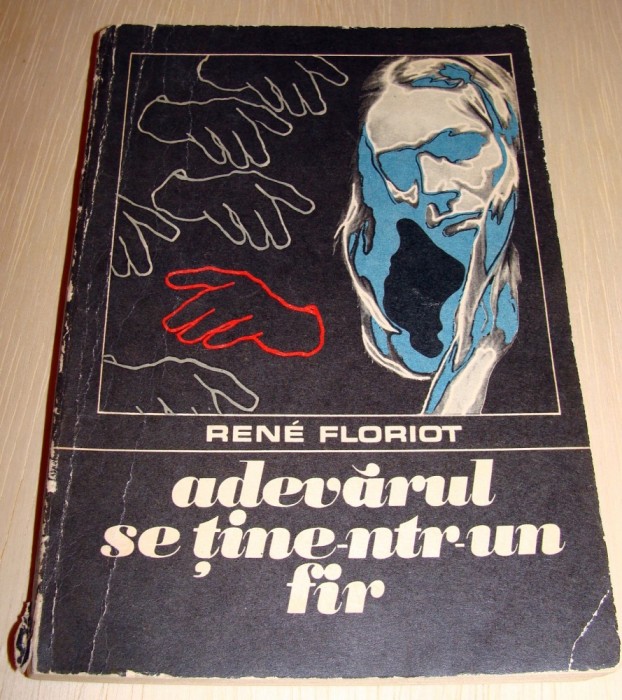 RENÉ FLORIOT
adevărul
se ține-ntr-un
fir